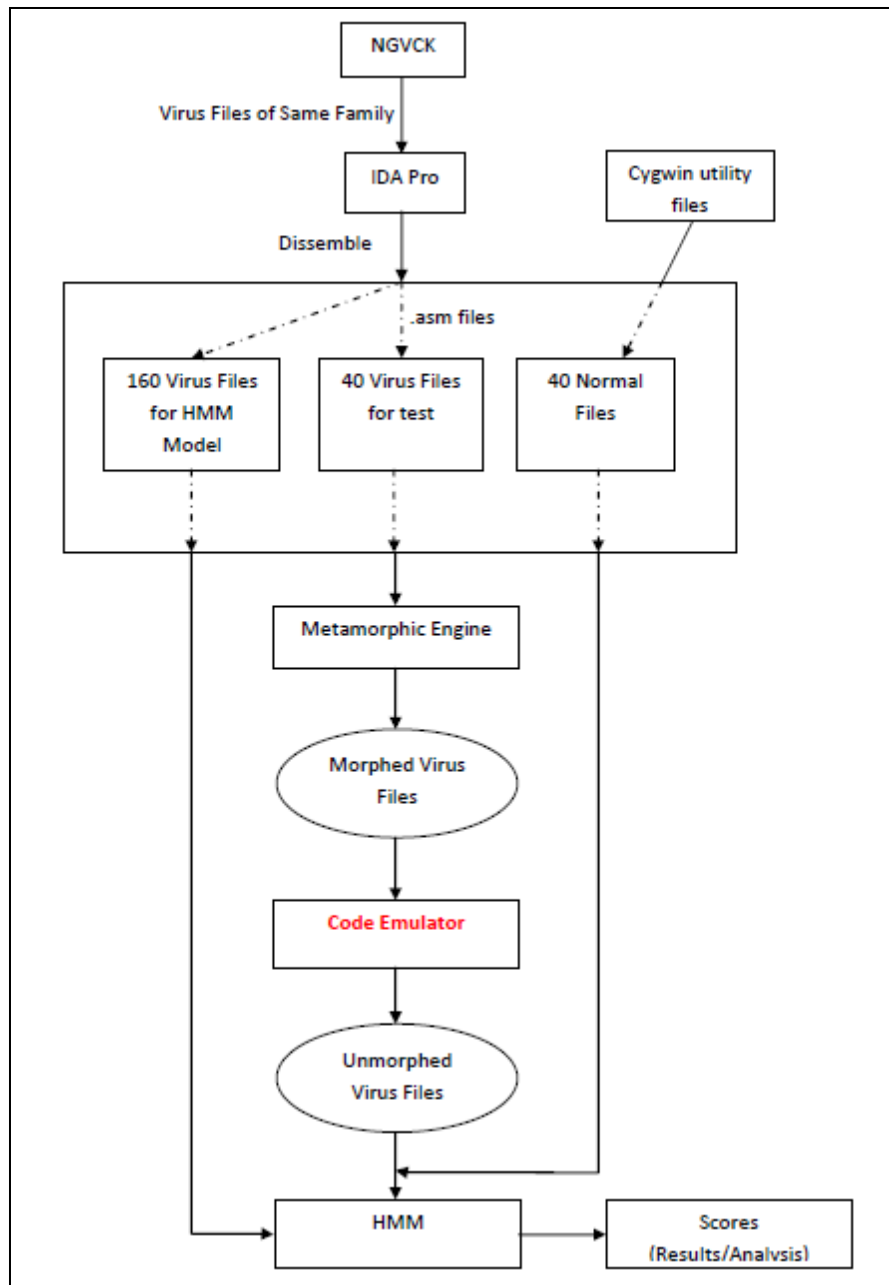 NGVCK
Virus Files of Same Family
IDA Pro
Cygwin utility
files
Dissemble
.asm files
160 Virus Files
for HMM
Model
40 Virus Files
for test
40 Normal
Files
Metamorphic Engine
Morphed Virus
Files
Code Emulator
Unmorphed
Virus Files
HMM
Scores
(Results/Analysis)